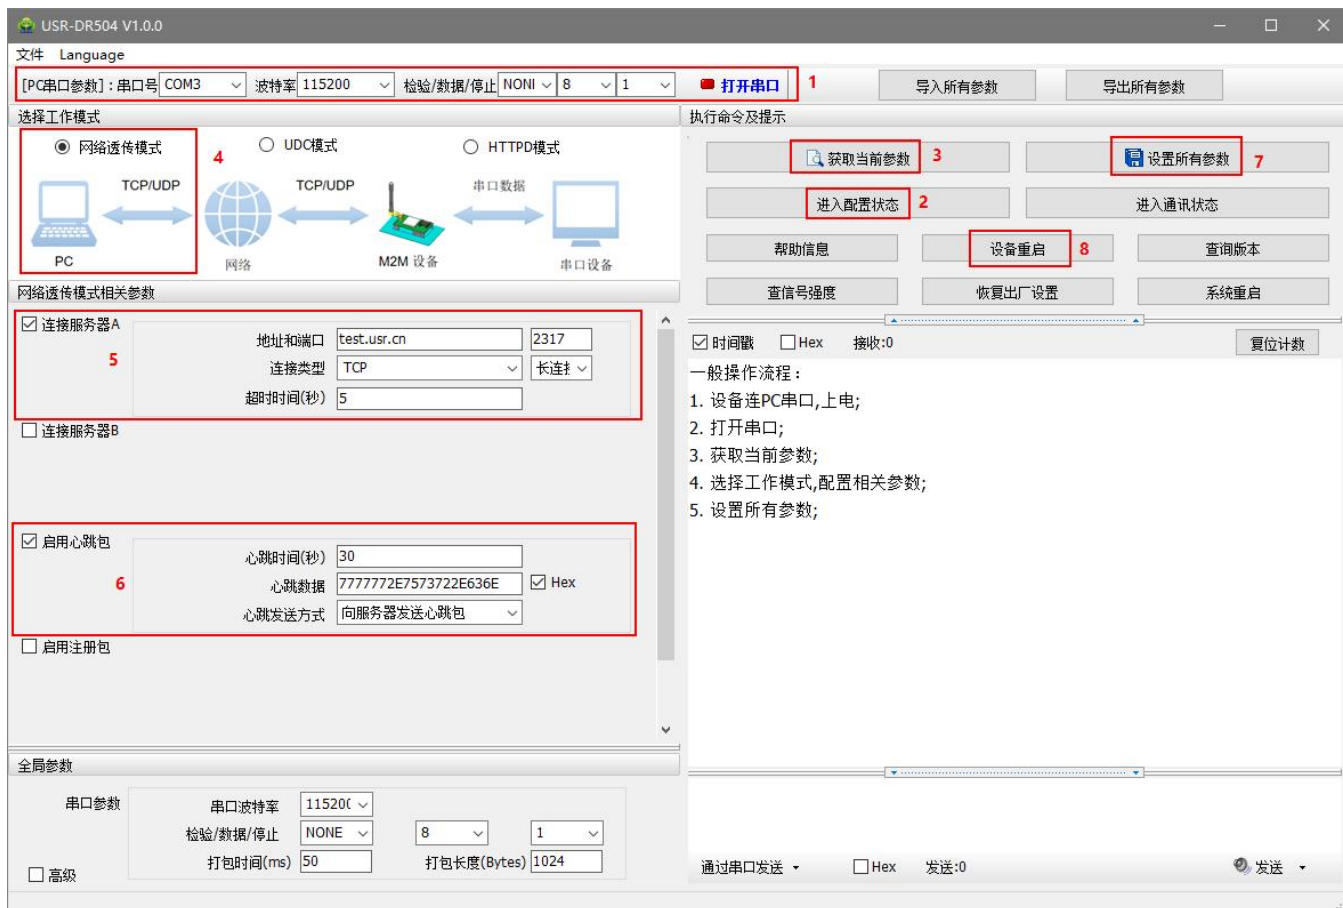 USR-DR504 V1.0.0
文件 Language
[PC串口参数]:串口号 COM3 波特率 115200 检验/数据/停止 NONI 8 1 打开串口 1 导入所有参数 导出所有参数
选择工作模式
网络透传模式 4 UDC模式 HTTPD模式
TCP/UDP TCP/UDP 串口数据
PC 网络 M2M 设备 串口设备
网络透传模式相关参数
连接服务器A
5
地址和端口 test.usr.cn 2317
连接类型 TCP 长连
超时时间(秒) 5
连接服务器B
启用心跳包
6
心跳时间(秒) 30
心跳数据 7777772E7573722E636E Hex
心跳发送方式 向服务器发送心跳包
启用注册包
全局参数
串口参数 串口波特率 11520
检验/数据/停止 NONE 8 1
打包时间(ms) 50 打包长度(Bytes) 1024
高级
执行命令及提示
获取当前参数 3 设置所有参数 7
进入配置状态 2 进入通讯状态
帮助信息 设备重启 8 查询版本
查信号强度 恢复出厂设置 系统重启
时间戳 Hex 接收:0 复位计数
一般操作流程:
1. 设备连PC串口,上电;
2. 打开串口;
3. 获取当前参数;
4. 选择工作模式,配置相关参数;
5. 设置所有参数;
通过串口发送 Hex 发送:0 发送